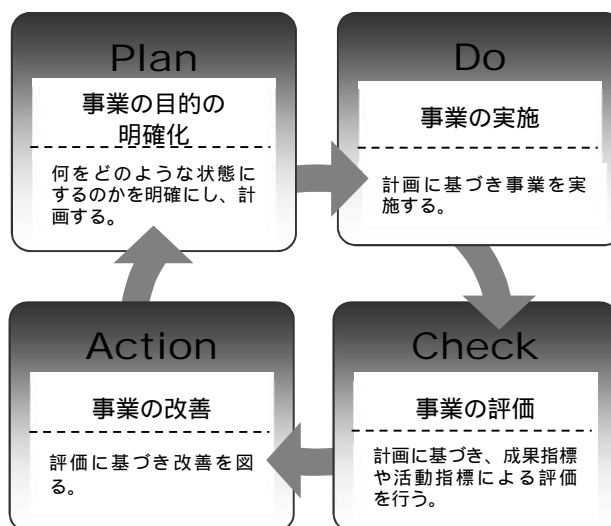 Plan
事業の目的の
明確化
何をどのような状態に
するのかを明確にし、計
画する。
Do
事業の実施
計画に基づき事業を実
施する。
Action
事業の改善
評価に基づき改善を図
る。
Check
事業の評価
計画に基づき、成果指標
や活動指標による評価
を行う。